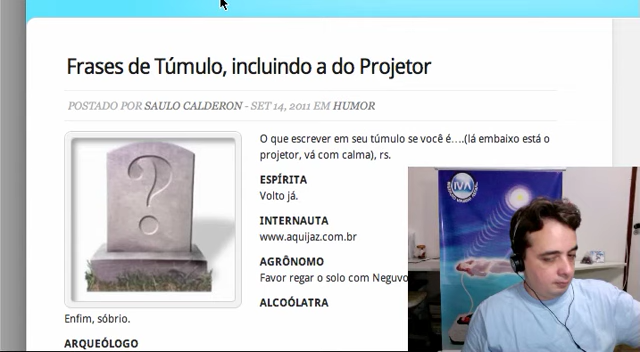 Frases de Túmulo, incluindo a do Projetor
POSTADO POR SAULO CALDERON - SET 14, 2011 EM HUMOR
O que escrever em seu túmulo se você é….(lá embaixo está o
projetor, vá com calma), rs.
ESPÍRITA
Volto já.
INTERNAUTA
www.aquijaz.com.br
AGRÔNOMO
Favor regar o solo com Neguvo
ALCOÓLATRA
Enfim, sóbrio.
ARQUEÓLOGO
IVA